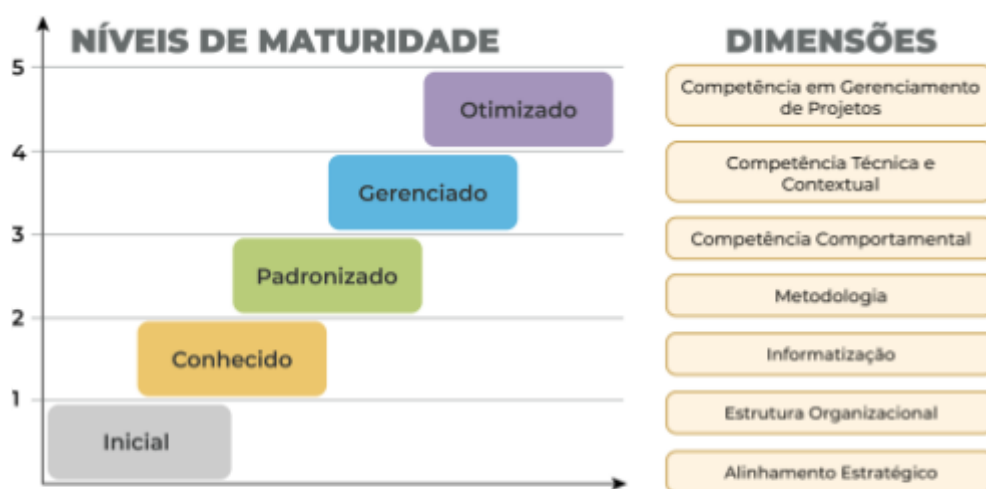 NÍVEIS DE MATURIDADE
5
Otimizado
4
Gerenciado
3
Padronizado
2
Conhecido
1
Inicial
DIMENSÕES
Competência em Gerenciamento
de Projetos
Competência Técnica e
Contextual
Competência Comportamental
Metodologia
Informatização
Estrutura Organizacional
Alinhamento Estratégico